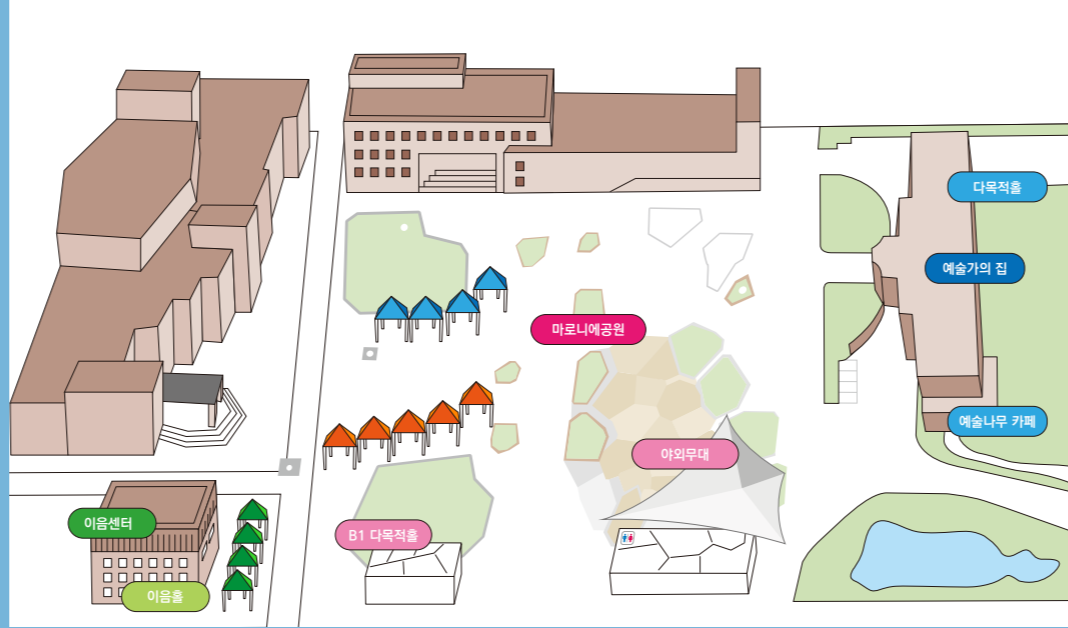 다목적홀
예술가의 집
마로니에공원
예술나무 카페
야외무대
이음센터
B1 다목적홀
이음홀